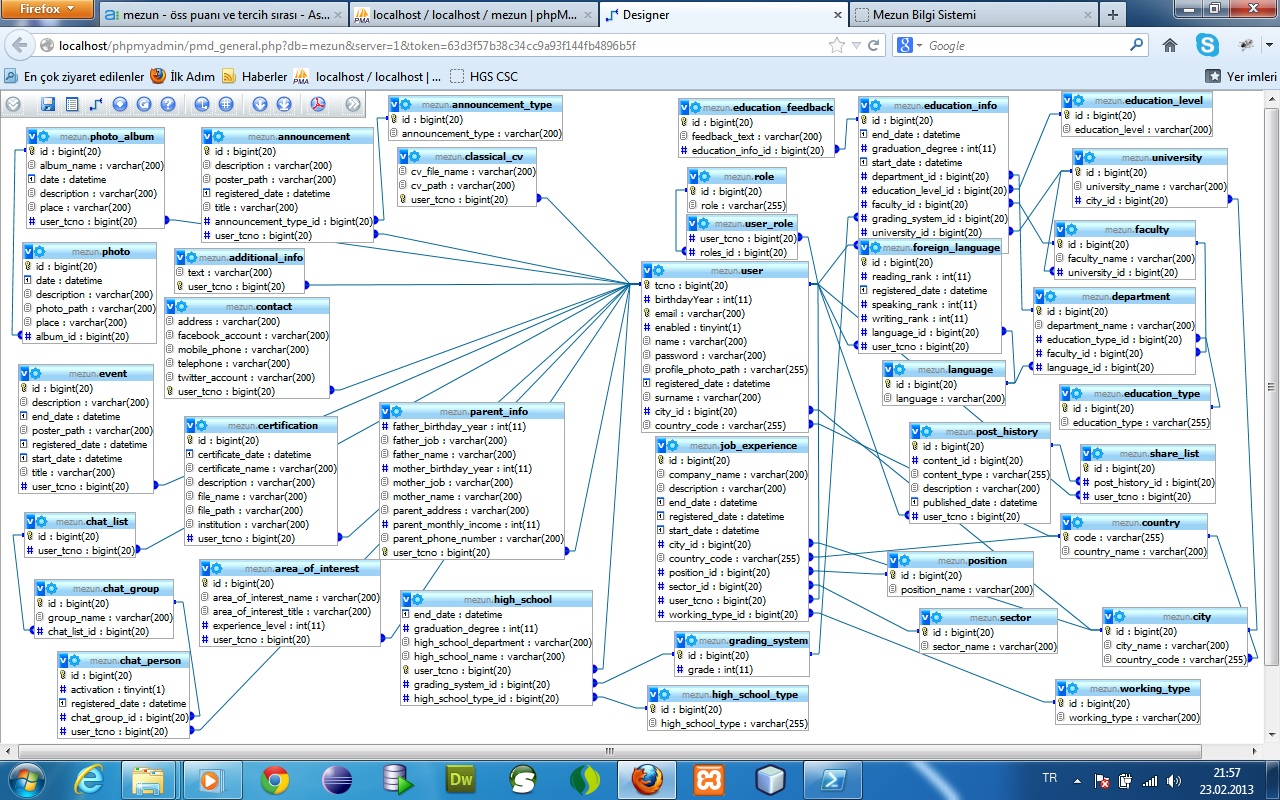 Firefox
mezun - öss puanı ve tercih sırası - As...
localhost / localhost / mezun | phpM...
Designer
Mezun Bilgi Sistemi
localhost/phpmyadmin/pmd_general.php?db=mezun&server=1&token=63d3f57b38c34cc9a93f144fb4896b5f
Google
En çok ziyaret edilenler
İlk Adım
Haberler
localhost / localhost | ...
HGS CSC
Yer imleri
mezun.photo_album
id : bigint(20)
album_name : varchar(200)
date : datetime
description : varchar(200)
place : varchar(200)
user_tcno : bigint(20)
mezun.announcement
id : bigint(20)
description : varchar(200)
poster_path : varchar(200)
registered_date : datetime
title : varchar(200)
announcement_type_id : bigint(20)
user_tcno : bigint(20)
mezun.announcement_type
id : bigint(20)
announcement_type : varchar(200)
mezun.classical_cv
cv_file_name : varchar(200)
cv_path : varchar(200)
user_tcno : bigint(20)
mezun.education_feedback
id : bigint(20)
feedback_text : varchar(200)
education_info_id : bigint(20)
mezun.role
id : bigint(20)
role : varchar(255)
mezun.user_role
user_tcno : bigint(20)
roles_id : bigint(20)
mezun.education_info
id : bigint(20)
end_date : datetime
graduation_degree : int(11)
start_date : datetime
department_id : bigint(20)
education_level_id : bigint(20)
faculty_id : bigint(20)
grading_system_id : bigint(20)
university_id : bigint(20)
mezun.education_level
id : bigint(20)
education_level : varchar(200)
mezun.university
id : bigint(20)
university_name : varchar(200)
city_id : bigint(20)
mezun.faculty
id : bigint(20)
faculty_name : varchar(200)
university_id : bigint(20)
mezun.photo
id : bigint(20)
date : datetime
description : varchar(200)
photo_path : varchar(200)
place : varchar(200)
album_id : bigint(20)
mezun.additional_info
text : varchar(200)
user_tcno : bigint(20)
mezun.contact
address : varchar(200)
facebook_account : varchar(200)
mobile_phone : varchar(200)
telephone : varchar(200)
twitter_account : varchar(200)
user_tcno : bigint(20)
mezun.user
tcno : bigint(20)
birthdayYear : int(11)
email : varchar(200)
enabled : tinyint(1)
name : varchar(200)
password : varchar(200)
profile_photo_path : varchar(255)
registered_date : datetime
surname : varchar(200)
city_id : bigint(20)
country_code : varchar(255)
mezun.foreign_language
id : bigint(20)
reading_rank : int(11)
registered_date : datetime
speaking_rank : int(11)
writing_rank : int(11)
language_id : bigint(20)
user_tcno : bigint(20)
mezun.department
id : bigint(20)
department_name : varchar(200)
education_type_id : bigint(20)
faculty_id : bigint(20)
language_id : bigint(20)
mezun.language
id : bigint(20)
language : varchar(200)
mezun.education_type
id : bigint(20)
education_type : varchar(255)
mezun.event
id : bigint(20)
description : varchar(200)
end_date : datetime
poster_path : varchar(200)
registered_date : datetime
start_date : datetime
title : varchar(200)
user_tcno : bigint(20)
mezun.certification
id : bigint(20)
certificate_date : datetime
certificate_name : varchar(200)
description : varchar(200)
file_name : varchar(200)
file_path : varchar(200)
institution : varchar(200)
user_tcno : bigint(20)
mezun.parent_info
father_birthday_year : int(11)
father_job : varchar(200)
father_name : varchar(200)
mother_birthday_year : int(11)
mother_job : varchar(200)
mother_name : varchar(200)
parent_address : varchar(200)
parent_monthly_income : int(11)
parent_phone_number : varchar(200)
user_tcno : bigint(20)
mezun.job_experience
id : bigint(20)
company_name : varchar(200)
description : varchar(200)
end_date : datetime
registered_date : datetime
start_date : datetime
city_id : bigint(20)
country_code : varchar(255)
position_id : bigint(20)
sector_id : bigint(20)
user_tcno : bigint(20)
working_type_id : bigint(20)
mezun.post_history
id : bigint(20)
content_id : bigint(20)
content_type : varchar(255)
description : varchar(200)
published_date : datetime
user_tcno : bigint(20)
mezun.share_list
id : bigint(20)
post_history_id : bigint(20)
user_tcno : bigint(20)
mezun.country
code : varchar(255)
country_name : varchar(200)
mezun.chat_list
id : bigint(20)
user_tcno : bigint(20)
mezun.chat_group
id : bigint(20)
group_name : varchar(200)
chat_list_id : bigint(20)
mezun.area_of_interest
id : bigint(20)
area_of_interest_name : varchar(200)
area_of_interest_title : varchar(200)
experience_level : int(11)
user_tcno : bigint(20)
mezun.high_school
end_date : datetime
graduation_degree : int(11)
high_school_department : varchar(200)
high_school_name : varchar(200)
user_tcno : bigint(20)
grading_system_id : bigint(20)
high_school_type_id : bigint(20)
mezun.position
id : bigint(20)
position_name : varchar(200)
mezun.sector
id : bigint(20)
sector_name : varchar(200)
mezun.city
id : bigint(20)
city_name : varchar(200)
country_code : varchar(255)
mezun.chat_person
id : bigint(20)
activation : tinyint(1)
registered_date : datetime
chat_group_id : bigint(20)
user_tcno : bigint(20)
mezun.grading_system
id : bigint(20)
grade : int(11)
mezun.high_school_type
id : bigint(20)
high_school_type : varchar(255)
mezun.working_type
id : bigint(20)
working_type : varchar(200)
Dw
TR
21:57
23.02.2013